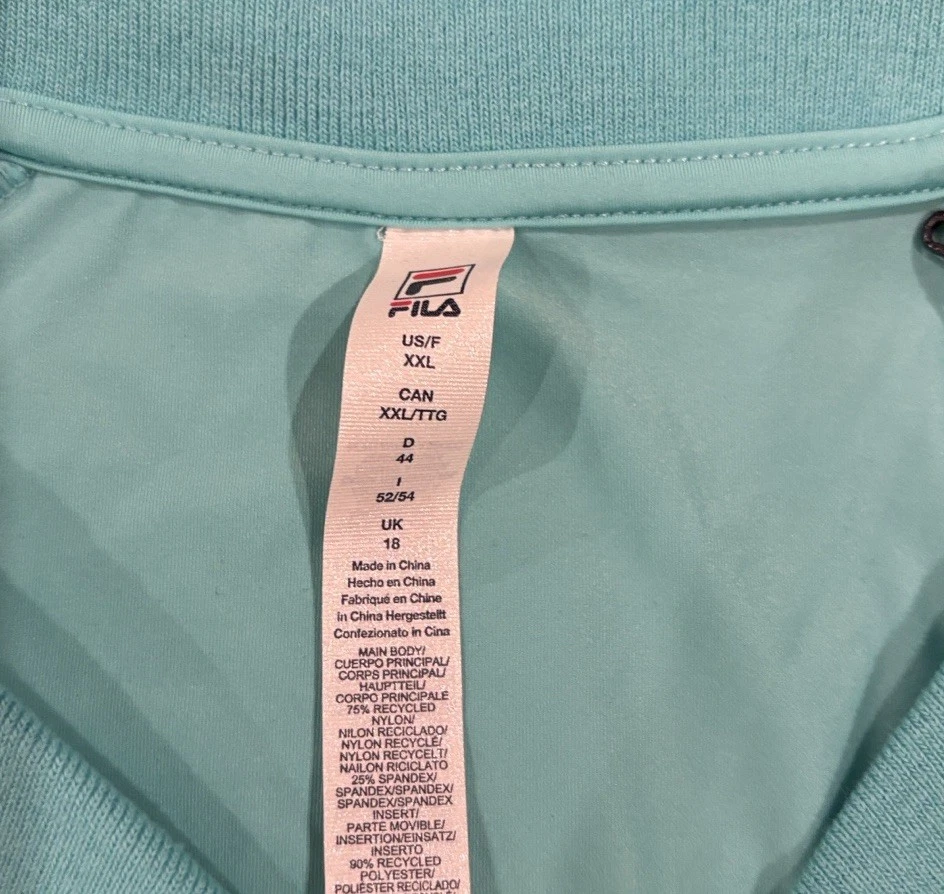 FILA
US/F
XXL
CAN
XXL/TTG
D
44
I
52/54
UK
18
Made in China
Hecho en China
Fabriqué en Chine
in China Hergestellt
Confezionato in Cina
MAIN BODY/
CUERPO PRINCIPAL/
CORPS PRINCIPAL/
HAUPTTEIL/
CORPO PRINCIPALE
75% RECYCLED
NYLON/
NILON RECICLADO/
NYLON RECYCLÉ/
NYLON RECYCELT/
NAILON RICICLATO
25% SPANDEX/
SPANDEX/SPANDEX/
SPANDEX/SPANDEX
INSERT/
PARTE MOVIBLE/
INSERTION/EINSATZ/
INSERTO
90% RECYCLED
POLYESTER/
POLIÉSTER RECICLADO/